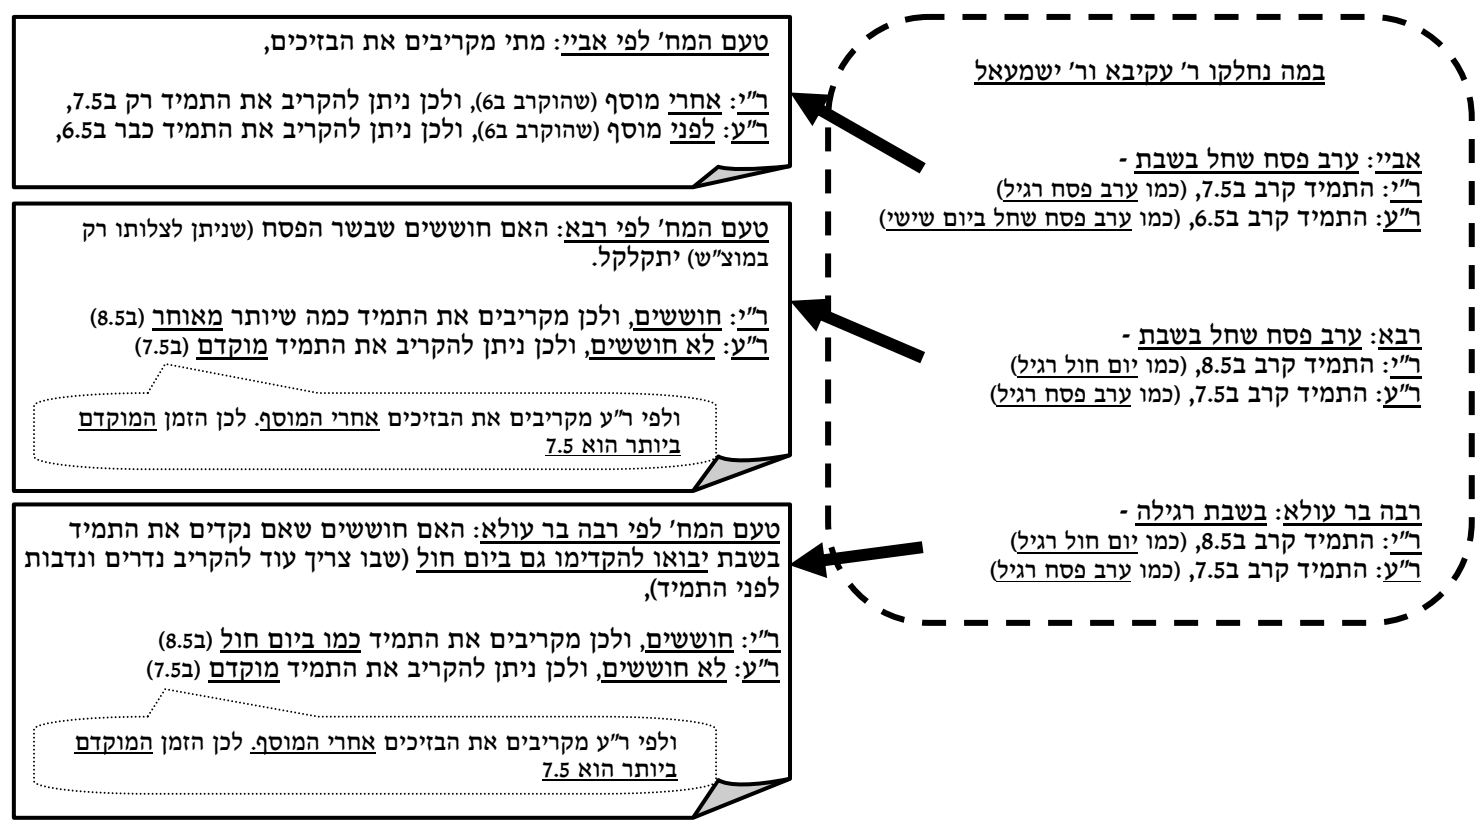 במה נחלקו ר' עקיבא ור' ישמעאל
אביי: ערב פסח שחל בשבת -
ר"י: התמיד קרב ב7.5, (כמו ערב פסח רגיל)
ר"ע: התמיד קרב ב6.5, (כמו ערב פסח שחל ביום שישי)
רבא: ערב פסח שחל בשבת -
ר"י: התמיד קרב ב8.5, (כמו יום חול רגיל)
ר"ע: התמיד קרב ב7.5, (כמו ערב פסח רגיל)
רבה בר עולא: בשבת רגילה -
ר"י: התמיד קרב ב8.5, (כמו יום חול רגיל)
ר"ע: התמיד קרב ב7.5, (כמו ערב פסח רגיל)
טעם המח' לפי אביי: מתי מקריבים את הבזיכים,
ר"י: אחרי מוסף (שהוקרב ב6), ולכן ניתן להקריב את התמיד רק ב7.5,
ר"ע: לפני מוסף (שהוקרב ב6), ולכן ניתן להקריב את התמיד כבר ב6.5,
טעם המח' לפי רבא: האם חוששים שבשר הפסח (שניתן לצלותו רק
במוצ"ש) יתקלקל.
ר"י: חוששים, ולכן מקריבים את התמיד כמה שיותר מאוחר (ב8.5)
ר"ע: לא חוששים, ולכן ניתן להקריב את התמיד מוקדם (ב7.5)
ולפי ר"ע מקריבים את הבזיכים אחרי המוסף. לכן הזמן המוקדם
ביותר הוא 7.5
טעם המח' לפי רבה בר עולא: האם חוששים שאם נקדים את התמיד
בשבת יבואו להקדימו גם ביום חול (שבו צריך עוד להקריב נדרים ונדבות
לפני התמיד),
ר"י: חוששים, ולכן מקריבים את התמיד כמו ביום חול (ב8.5)
ר"ע: לא חוששים, ולכן ניתן להקריב את התמיד מוקדם (ב7.5)
ולפי ר"ע מקריבים את הבזיכים אחרי המוסף. לכן הזמן המוקדם
ביותר הוא 7.5